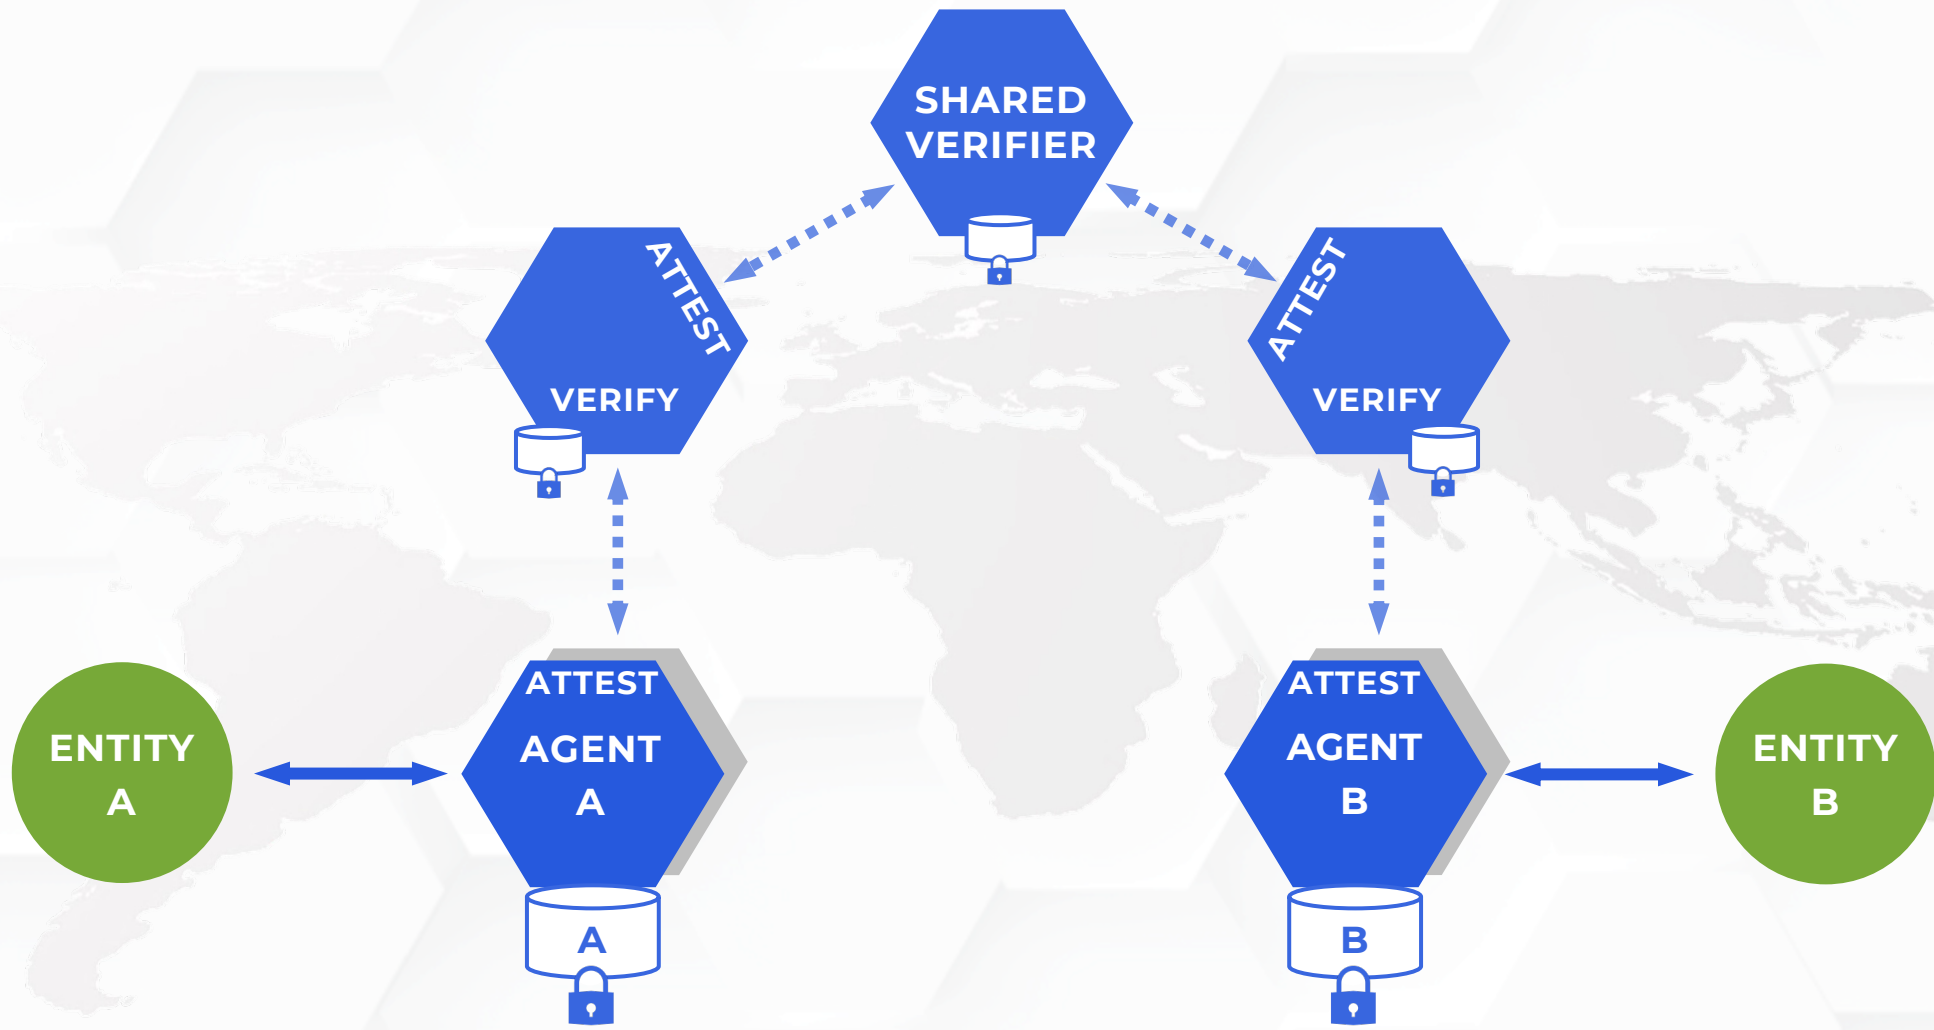 SHARED
VERIFIER
ATTEST
VERIFY
ATTEST
VERIFY
ENTITY
A
ATTEST
AGENT
A
A
ATTEST
AGENT
B
B
ENTITY
B